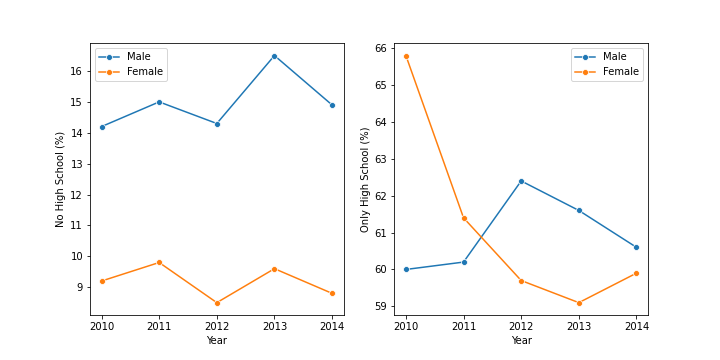 Male
Female
No High School (%)
16
15
14
13
12
11
10
9
2010 2011 2012 2013 2014
Year
Male
Female
Only High School (%)
66
65
64
63
62
61
60
59
2010 2011 2012 2013 2014
Year